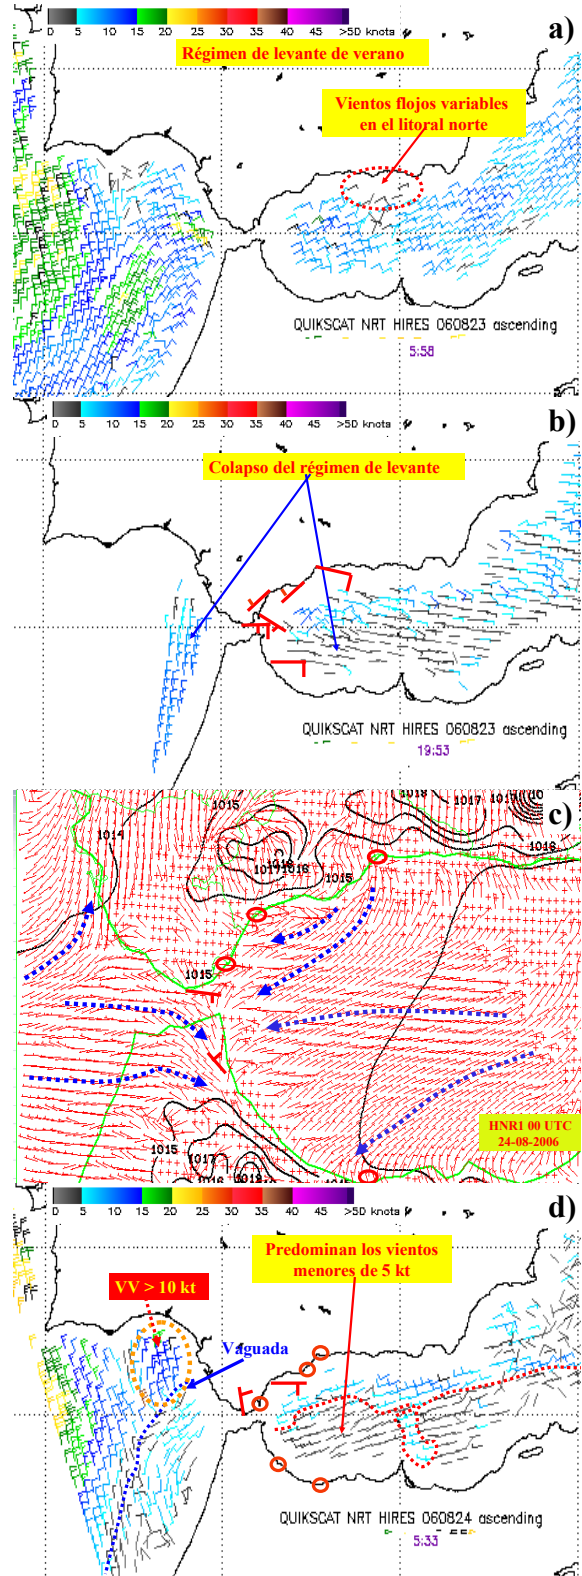 0 5 10 15 20 25 30 35 40 45 >50 knots
a)
Régimen de levante de verano
Vientos flojos variables
en el litoral norte
QUIKSCAT NRT HIRES 060823 ascending
5:58
0 5 10 15 20 25 30 35 40 45 >50 knots
b)
Colapso del régimen de levante
QUIKSCAT NRT HIRES 060823 ascending
19:53
c)
1015
1017
1014
1016
1015
1016
1015
HNR1 00 UTC
24-08-2006
1015
1017
1016
0 5 10 15 20 25 30 35 40 45 >50 knots
d)
Predominan los vientos
menores de 5 kt
VV > 10 kt
Vaguada
QUIKSCAT NRT HIRES 060824 ascending
5:33